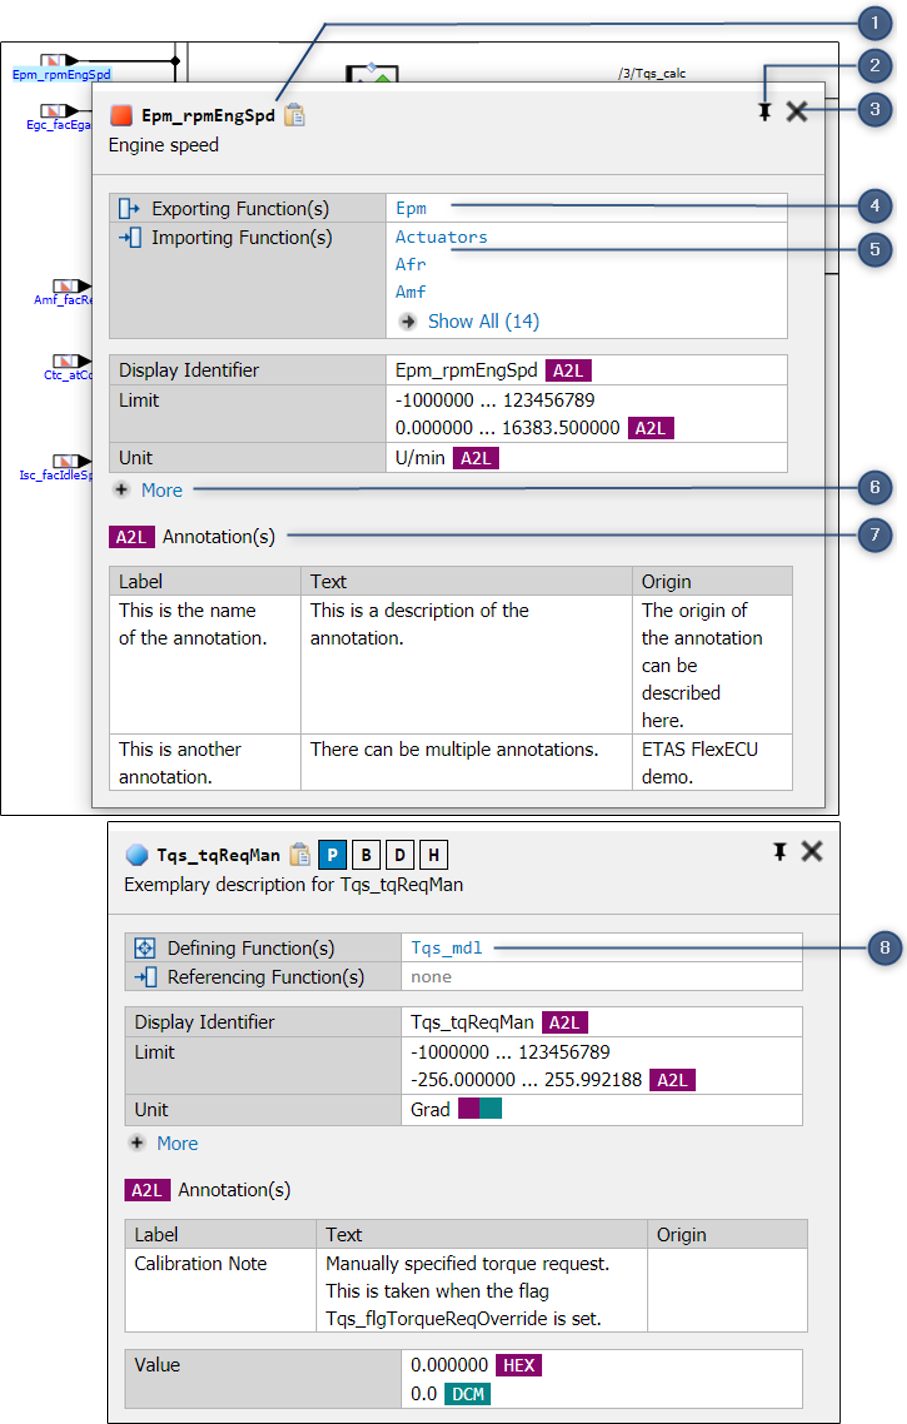 1
2
3
4
5
6
7
8
Epm_rpmEngSpd
/3/Tqs_calc
Egc_facEga
Amf_facRe
Ctc_atCo
Isc_facIdleSp
Epm_rpmEngSpd
Engine speed
Exporting Function(s) Epm
Importing Function(s) Actuators
Afr
Amf
Show All (14)
Display Identifier Epm_rpmEngSpd A2L
Limit -1000000 ... 123456789
0.000000 ... 16383.500000 A2L
Unit U/min A2L
More
A2L Annotation(s)
Label Text Origin
This is the name This is a description of the The origin of
of the annotation. annotation. the annotation
can be
described
here.
This is another There can be multiple annotations. ETAS FlexECU
annotation. demo.
Tqs_tqReqMan P B D H
Exemplary description for Tqs_tqReqMan
Defining Function(s) Tqs_mdl
Referencing Function(s) none
Display Identifier Tqs_tqReqMan A2L
Limit -1000000 ... 123456789
-256.000000 ... 255.992188 A2L
Unit Grad
More
A2L Annotation(s)
Label Text Origin
Calibration Note Manually specified torque request.
This is taken when the flag
Tqs_flgTorqueReqOverride is set.
Value 0.000000 HEX
0.0 DCM